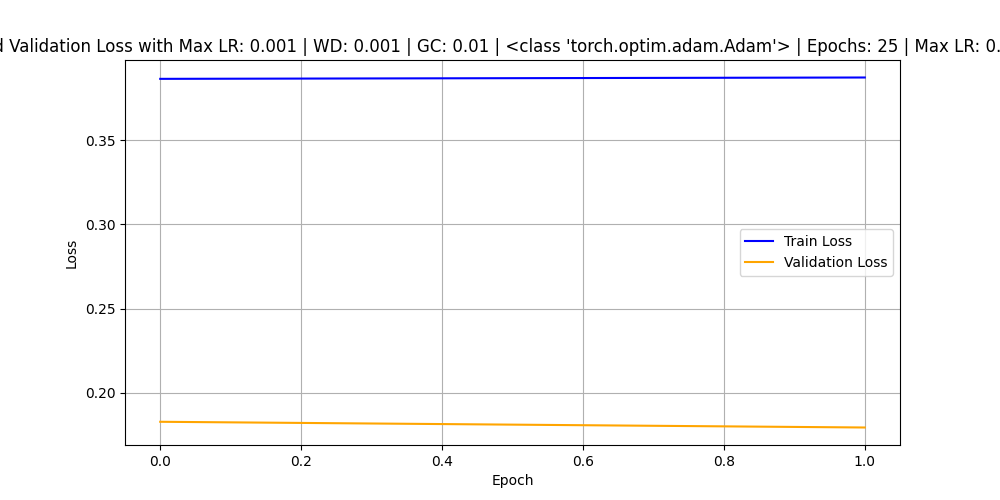 Validation Loss with Max LR: 0.001 | WD: 0.001 | GC: 0.01 | <class 'torch.optim.adam.Adam'> | Epochs: 25 | Max LR: 0.
0.35
0.30
0.25
0.20
Loss
Train Loss
Validation Loss
0.0 0.2 0.4 0.6 0.8 1.0
Epoch